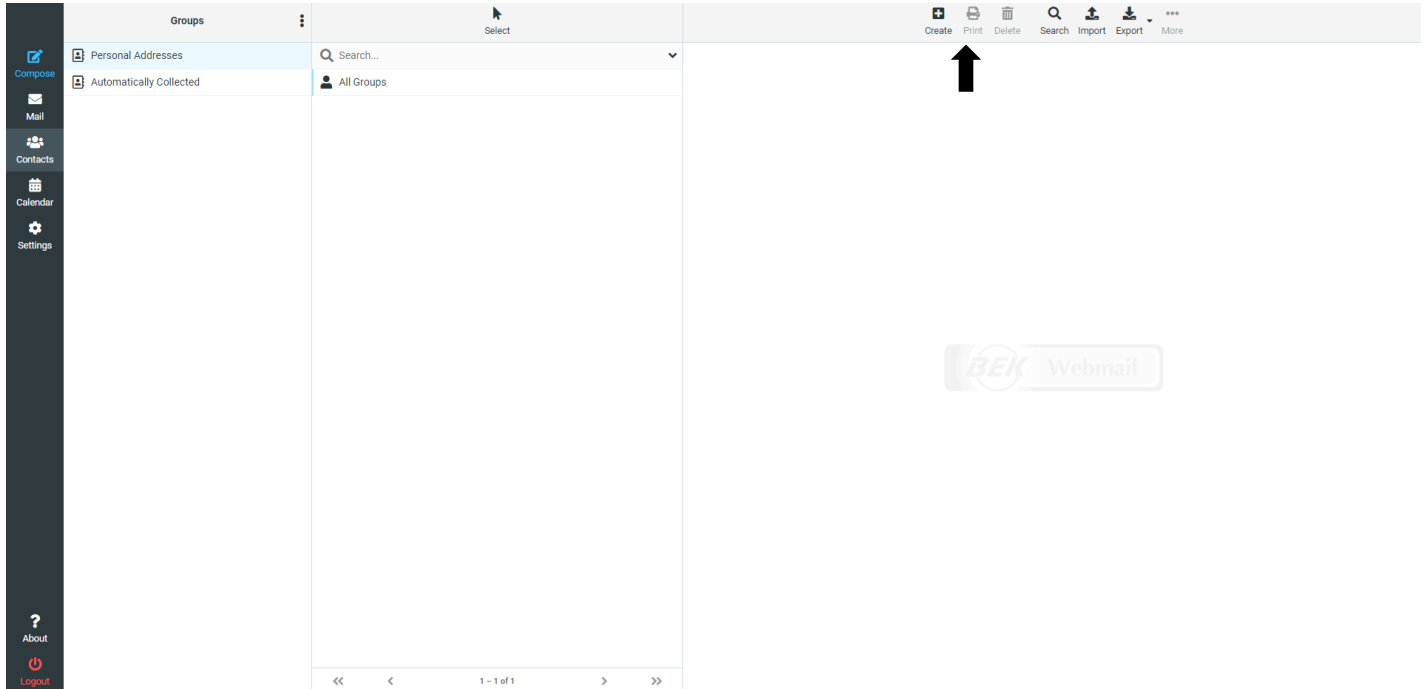 Groups
Select
Create Print Delete Search Import Export More
Compose
Mail
Contacts
Calendar
Settings
About
Logout
Personal Addresses
Automatically Collected
Search...
All Groups
1 – 1 of 1
BEK Webmail